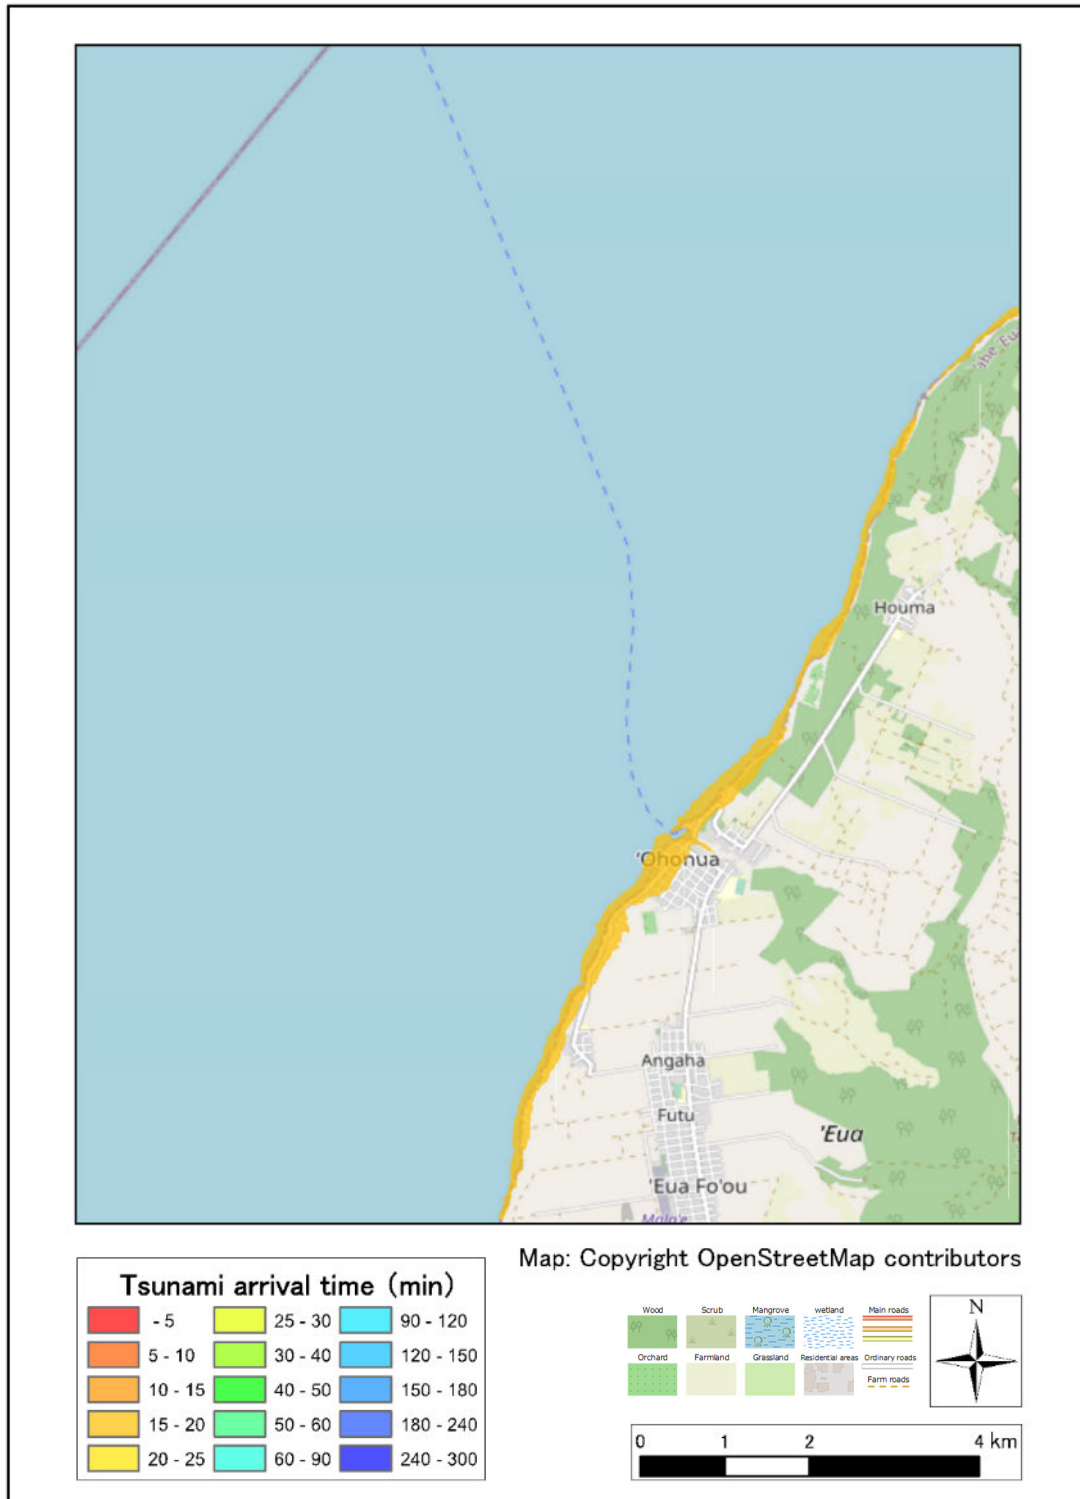 'ahe 'Eu
Houma
'Ohonua
Angaha
Futu
'Eua
'Eua Fo'ou
Mala'e
Map: Copyright OpenStreetMap contributors
Tsunami arrival time (min)
- 5
25 - 30
90 - 120
5 - 10
30 - 40
120 - 150
10 - 15
40 - 50
150 - 180
15 - 20
50 - 60
180 - 240
20 - 25
60 - 90
240 - 300
Wood Scrub Mangrove wetland Main roads
Orchard Farmland Grassland Residential areas Ordinary roads
Farm roads
N
0 1 2 4 km